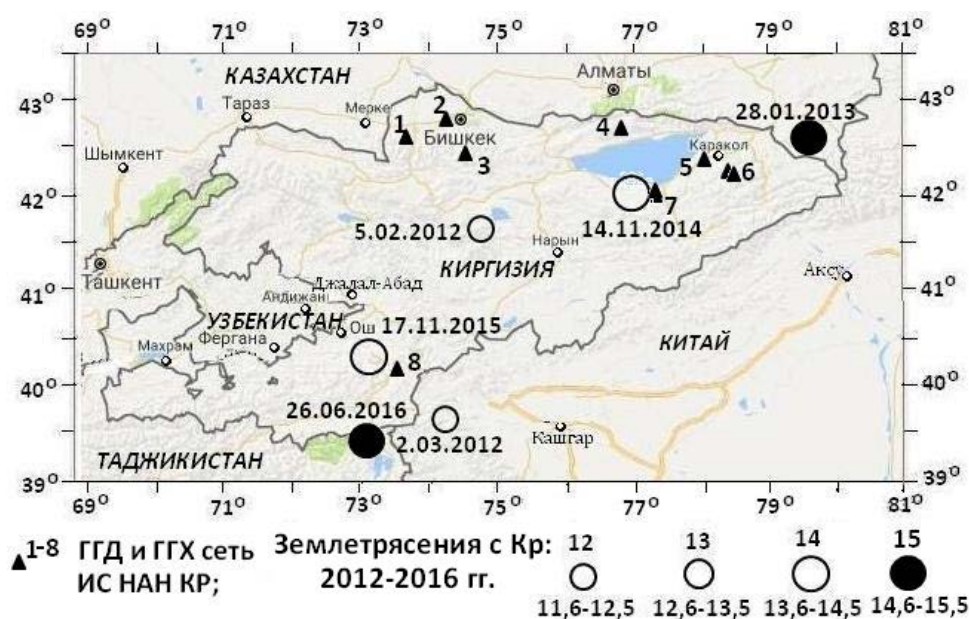 69° 71° 73° 75° 77° 79° 81°
КАЗАХСТАН
Алматы
43° 43°
Тараз
Мерке
2
28.01.2013
1
Бишкек
4
Шымкент
3
Каракол
5
6
42° 42°
7
5.02.2012
14.11.2014
Нарын
Ташкент
КИРГИЗИЯ
Аксу
41° 41°
Джалал-Абад
Андижан
УЗБЕКИСТАН
Ош
17.11.2015
Фергана
КИТАЙ
Махрам
8
40° 40°
26.06.2016
2.03.2012
Кашгар
ТАДЖИКИСТАН
39° 39°
69° 71° 73° 75° 77° 79° 81°
1-8 ГГД и ГГХ сеть
ИС НАН КР;
Землетрясения с Кр:
2012-2016 гг.
12 13 14 15
11,6-12,5 12,6-13,5 13,6-14,5 14,6-15,5